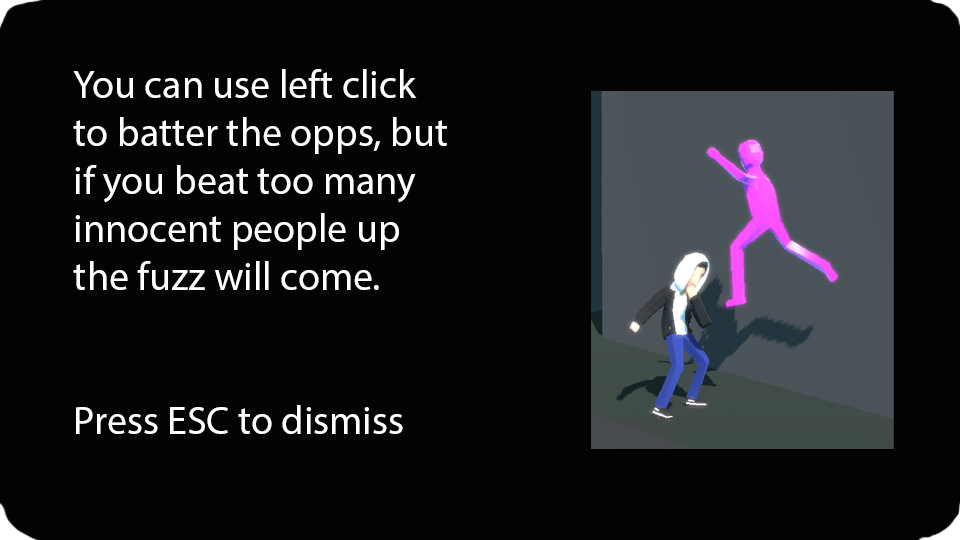 You can use left click
to batter the opps, but
if you beat too many
innocent people up
the fuzz will come.
Press ESC to dismiss